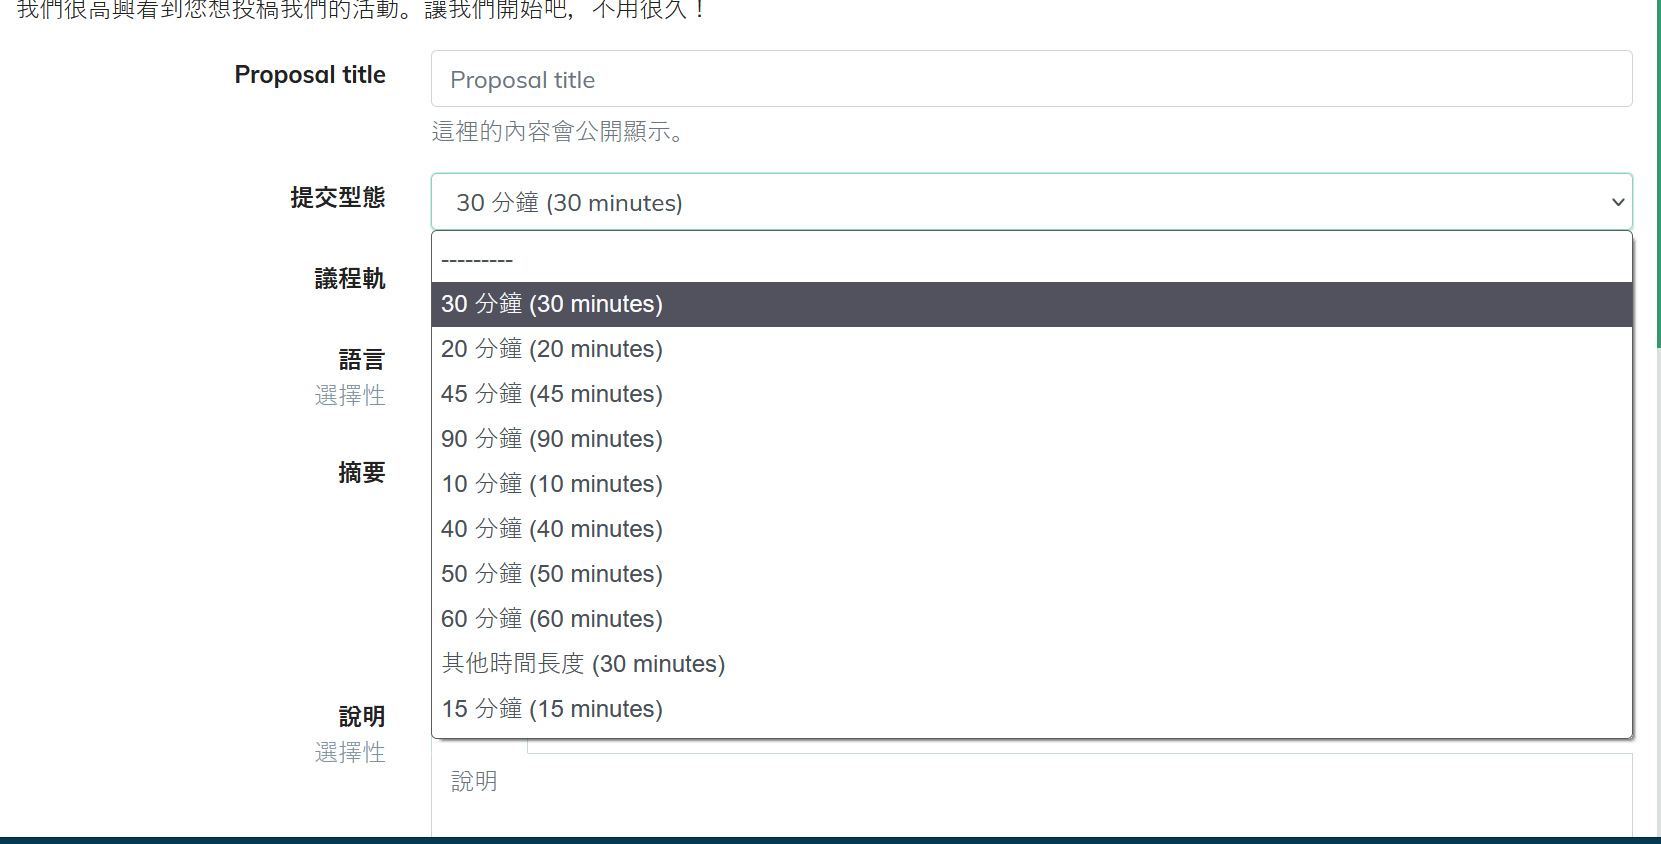 我們很高興看到您想投稿我們的活動。讓我們開始吧，不用很久！
Proposal title
Proposal title
這裡的內容會公開顯示。
提交型態
30 分鐘 (30 minutes)
---------
議程軌
30 分鐘 (30 minutes)
20 分鐘 (20 minutes)
語言
選擇性
45 分鐘 (45 minutes)
90 分鐘 (90 minutes)
摘要
10 分鐘 (10 minutes)
40 分鐘 (40 minutes)
50 分鐘 (50 minutes)
60 分鐘 (60 minutes)
其他時間長度 (30 minutes)
15 分鐘 (15 minutes)
說明
選擇性
說明